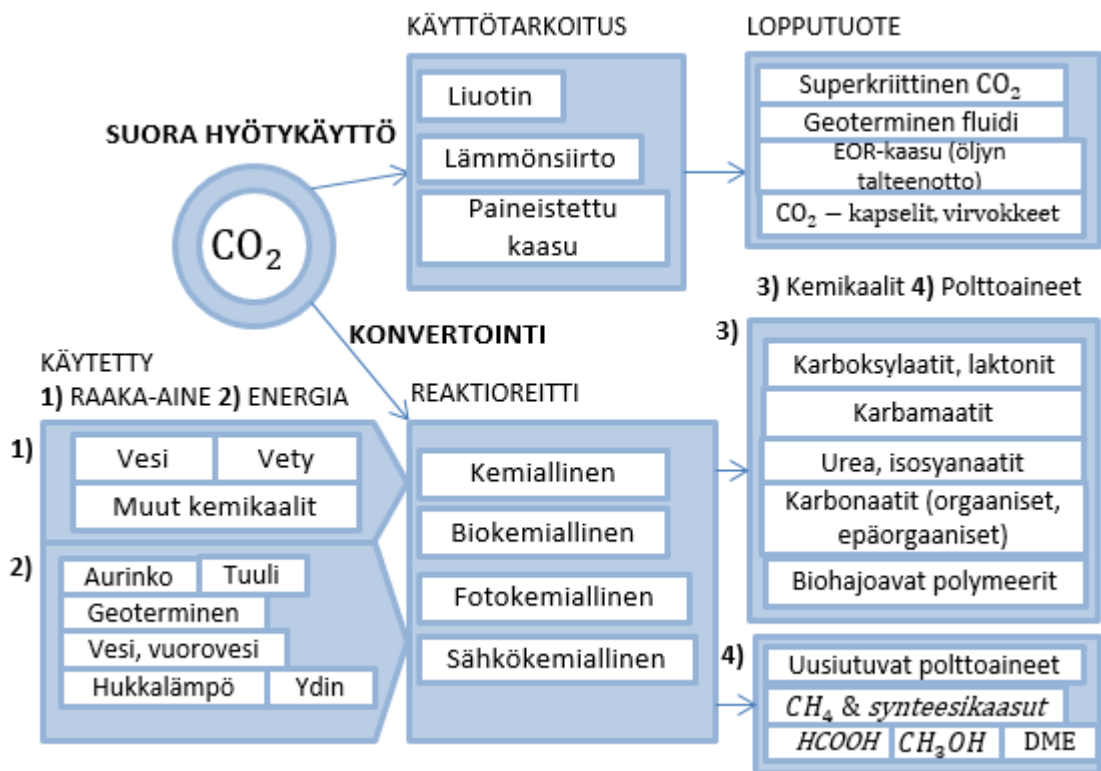 KÄYTTÖTARKOITUS
LOPPUTUOTE
SUORA HYÖTYKÄYTTÖ
CO₂
Liuotin
Lämmönsiirto
Paineistettu
kaasu
Superkriittinen CO₂
Geoterminen fluidi
EOR-kaasu (öljyn
talteenotto)
CO₂ – kapselit, virvokkeet
KONVERTOINTI
KÄYTETTY
1) RAAKA-AINE 2) ENERGIA
1)
Vesi
Vety
Muut kemikaalit
2)
Aurinko
Tuuli
Geoterminen
Vesi, vuorovesi
Hukkalämpö
Ydin
REAKTIOREITTI
Kemiallinen
Biokemiallinen
Fotokemiallinen
Sähkökemiallinen
3) Kemikaalit 4) Polttoaineet
3)
Karboksylaatit, laktonit
Karbamaatit
Urea, isosyanaatit
Karbonaatit (orgaaniset,
epäorgaaniset)
Biohajoavat polymeerit
4)
Uusiutuvat polttoaineet
CH₄ & synteesikaasut
HCOOH
CH₃OH
DME